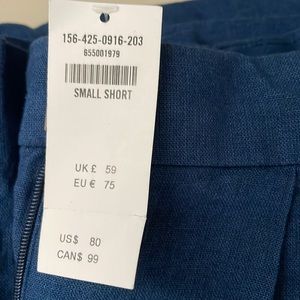 156-425-0916-203
655001979
SMALL SHORT
UK £ 59
EU € 75
US$ 80
CAN$ 99